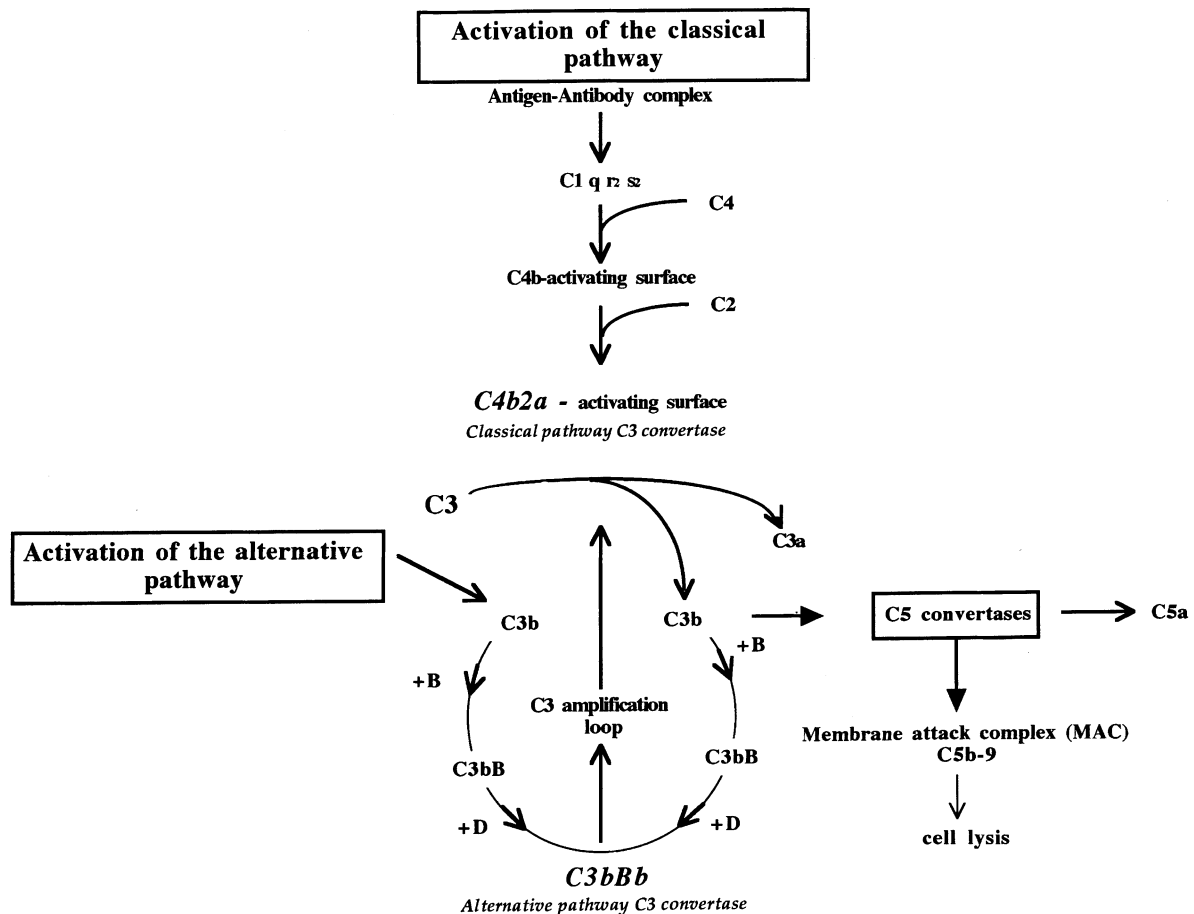 Activation of the classical
pathway
Antigen-Antibody complex
C1 q r2 s2
C4
C4b-activating surface
C2
C4b2a - activating surface
Classical pathway C3 convertase
C3
C3a
Activation of the alternative
pathway
C3b
C3b
C5 convertases
C5a
+B
+B
C3 amplification
loop
Membrane attack complex (MAC)
C5b-9
C3bB
C3bB
+D
+D
cell lysis
C3bBb
Alternative pathway C3 convertase